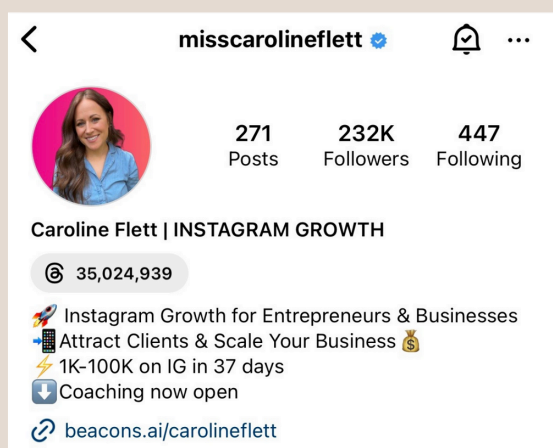 misscarolineflett
271 232K 447
Posts Followers Following
Caroline Flett | INSTAGRAM GROWTH
35,024,939
🚀 Instagram Growth for Entrepreneurs & Businesses
📲Attract Clients & Scale Your Business💰
⚡1K-100K on IG in 37 days
⬇️Coaching now open
beacons.ai/carolineflett